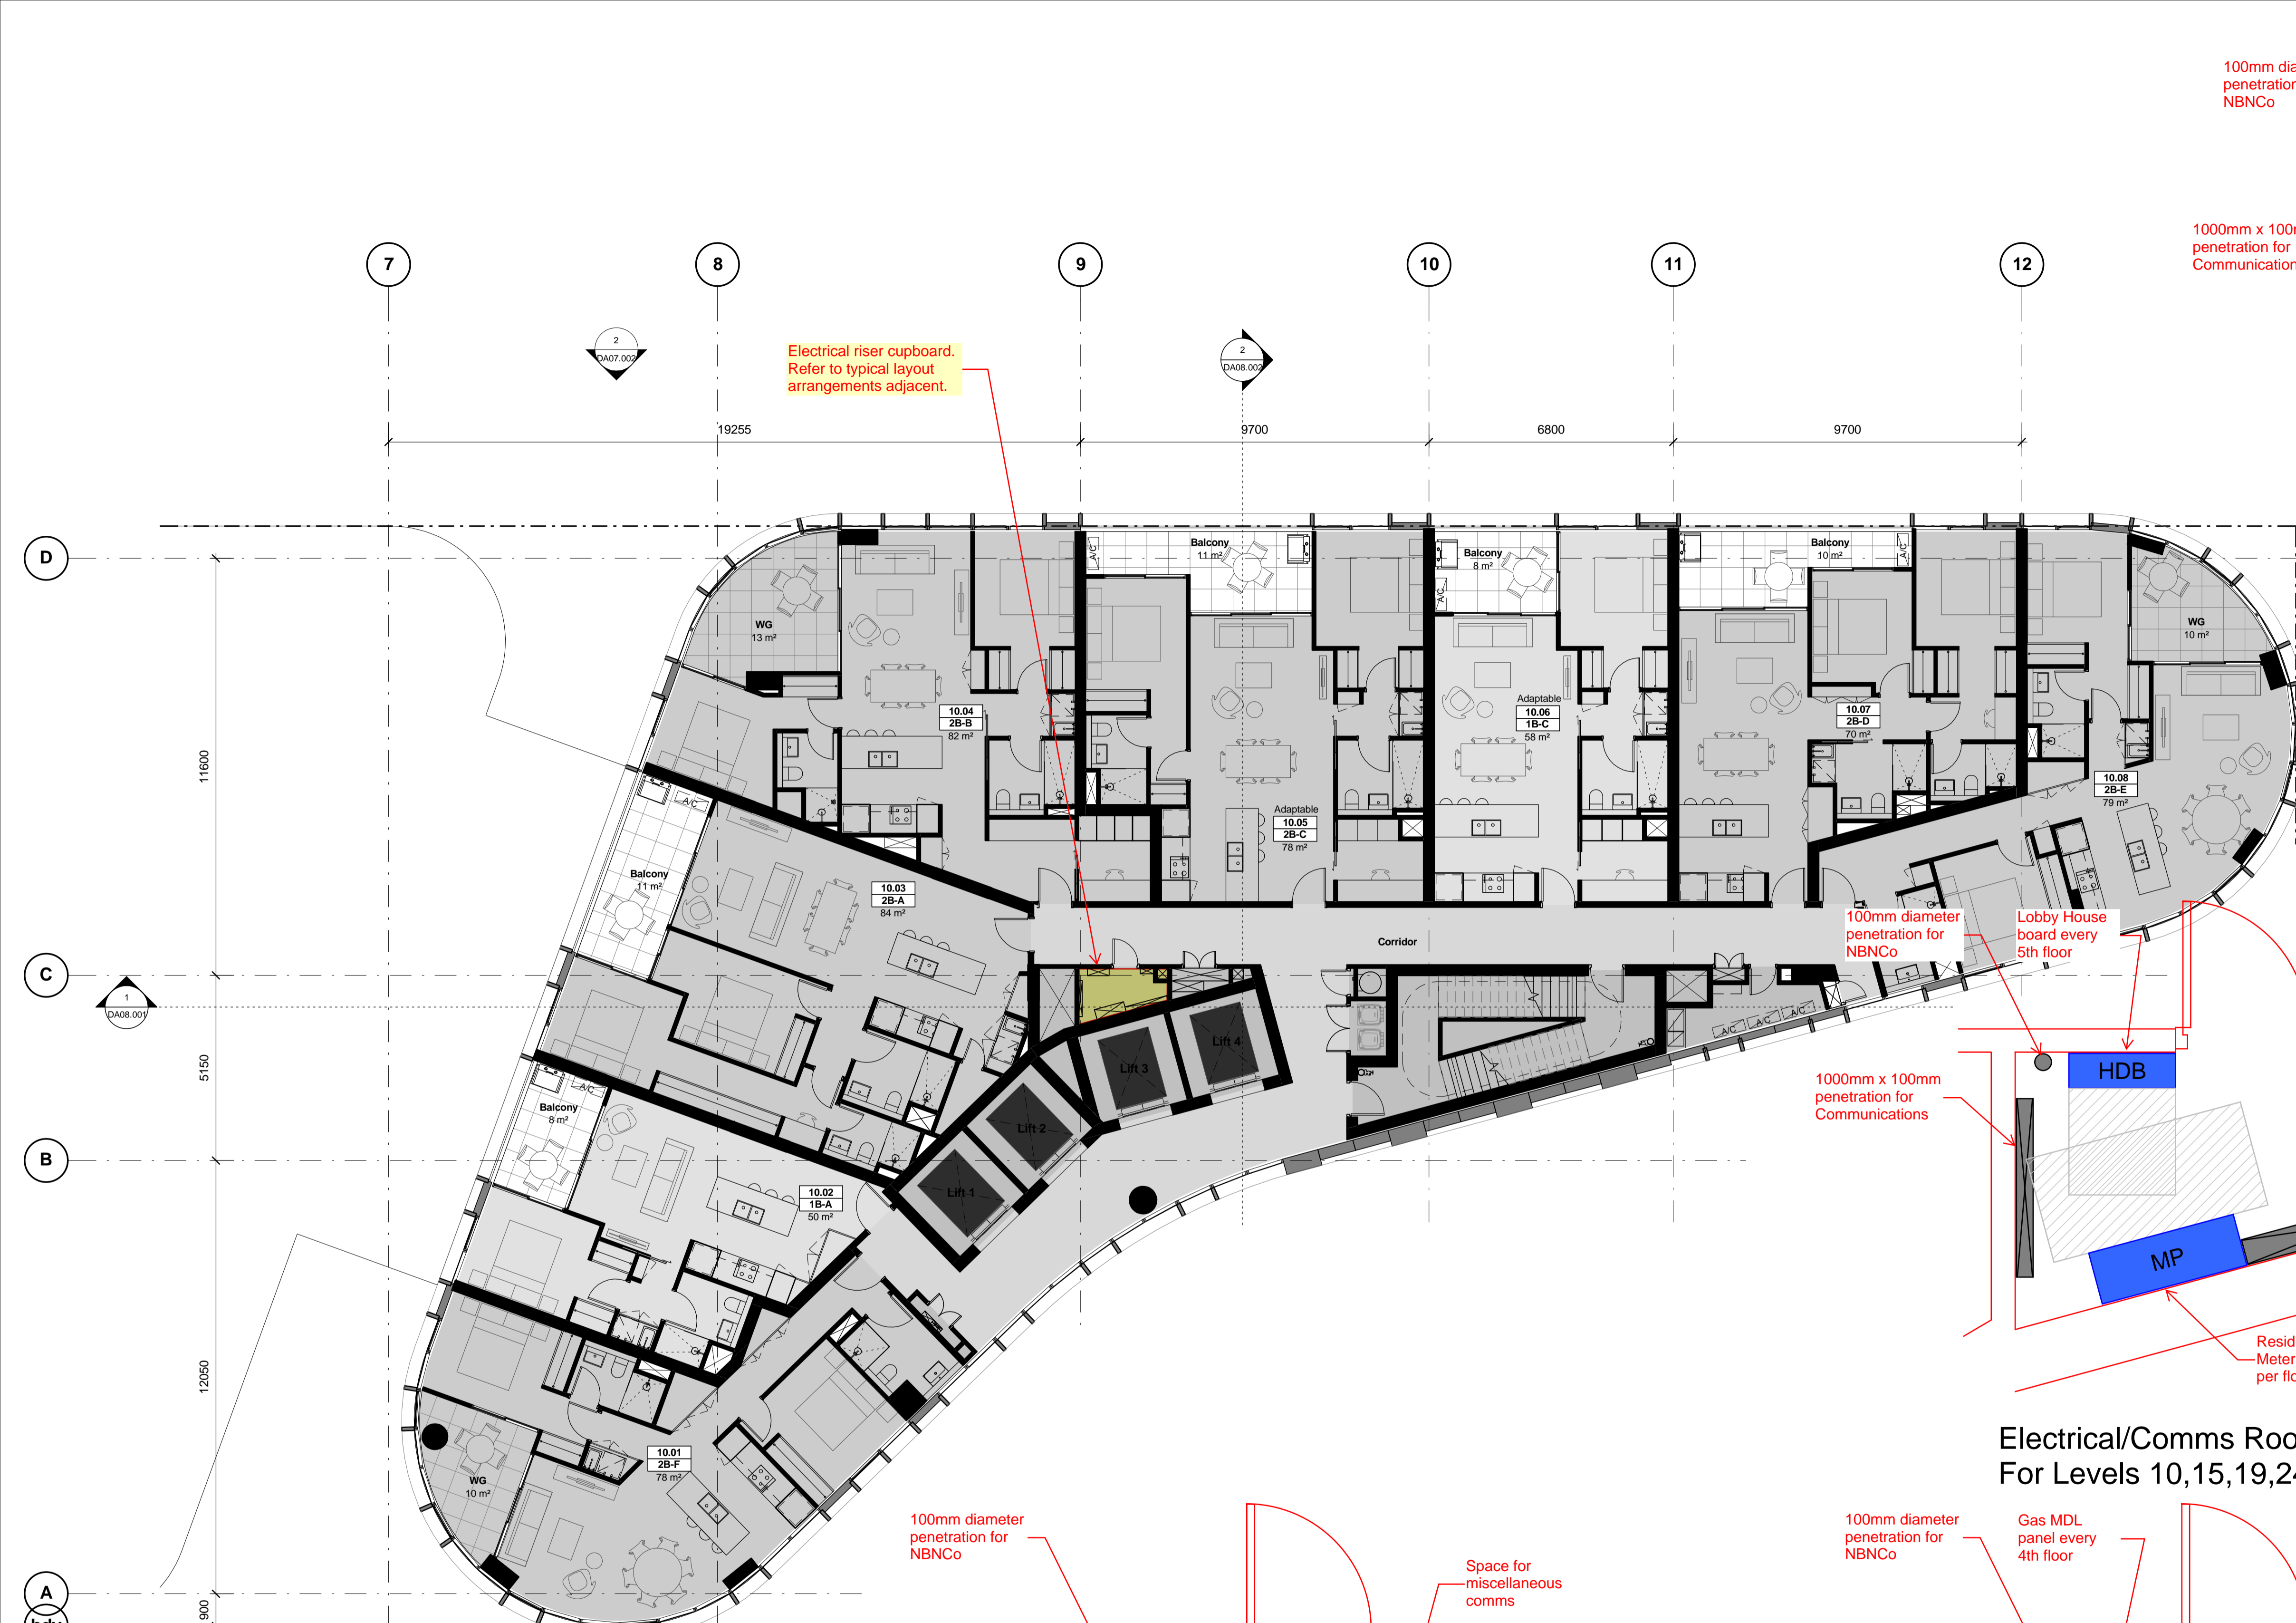 100mm dia
penetration
NBNCo
1000mm x 100m
penetration for
Communication
7
8
9
10
11
12
2
DA07.002
Electrical riser cupboard.
Refer to typical layout
arrangements adjacent.
2
DA08.002
19255
9700
6800
9700
D
C
B
A
1
DA08.001
11600
5150
12050
900
WG
13 m²
Balcony
11 m²
A/C
Balcony
8 m²
A/C
Balcony
10 m²
A/C
WG
10 m²
10.04
2B-B
82 m²
Adaptable
10.05
2B-C
78 m²
Adaptable
10.06
1B-C
58 m²
10.07
2B-D
70 m²
10.08
2B-E
79 m²
A/C
Balcony
11 m²
10.03
2B-A
84 m²
Corridor
A/C
A/C
A/C
Lift 4
Lift 3
Lift 2
Lift 1
A/C
Balcony
8 m²
10.02
1B-A
50 m²
10.01
2B-F
78 m²
WG
10 m²
100mm diameter
penetration for
NBNCo
Lobby House
board every
5th floor
HDB
1000mm x 100mm
penetration for
Communications
MP
Resid
Meter
per flo
Electrical/Comms Roo
For Levels 10,15,19,24
100mm diameter
penetration for
NBNCo
Space for
miscellaneous
comms
100mm diameter
penetration for
NBNCo
Gas MDL
panel every
4th floor